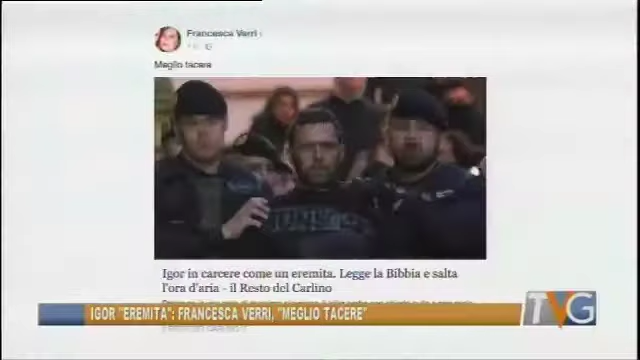 Francesca Verri
Meglio tacere
Igor in carcere come un eremita. Legge la Bibbia e salta
l'ora d'aria - il Resto del Carlino
IGOR "EREMITA": FRANCESCA VERRI, "MEGLIO TACERE"
TVG